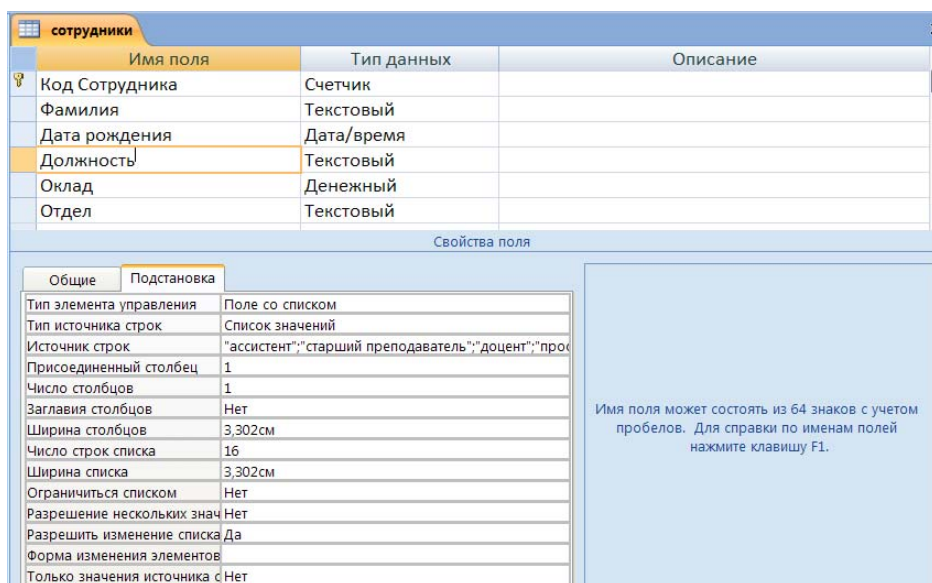 сотрудники
Имя поля Тип данных Описание
Код Сотрудника Счетчик
Фамилия Текстовый
Дата рождения Дата/время
Должность Текстовый
Оклад Денежный
Отдел Текстовый
Свойства поля
Общие Подстановка
Тип элемента управления Поле со списком
Тип источника строк Список значений
Источник строк "ассистент";"старший преподаватель";"доцент";"проо
Присоединенный столбец 1
Число столбцов 1
Заглавия столбцов Нет
Ширина столбцов 3,302см
Число строк списка 16
Ширина списка 3,302см
Ограничиться списком Нет
Разрешение нескольких знач Нет
Разрешить изменение списка Да
Форма изменения элементов
Только значения источника с Нет
Имя поля может состоять из 64 знаков с учетом
пробелов. Для справки по именам полей
нажмите клавишу F1.